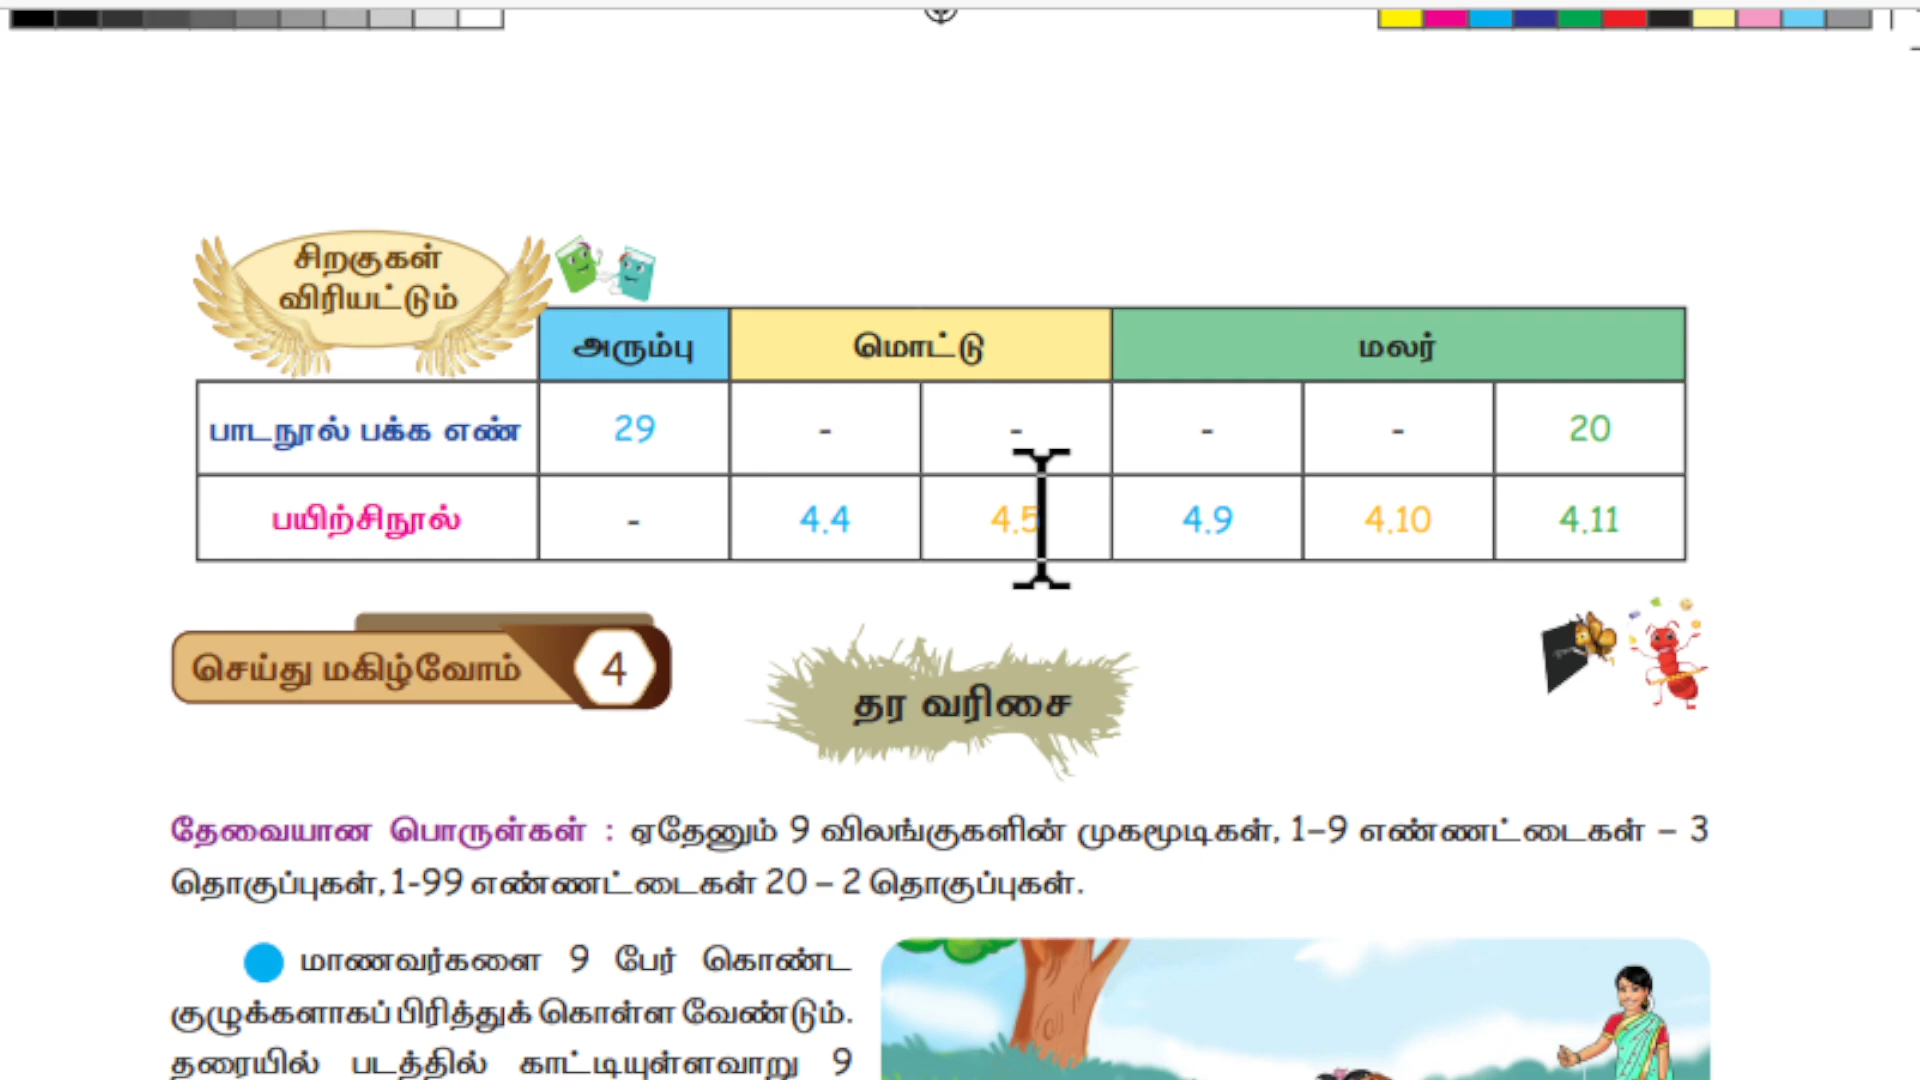 சிறகுகள்
விரியட்டும்
அரும்பு மொட்டு மலர்
பாடநூல் பக்க எண் 29 - - - - 20
பயிற்சிநூல் - 4.4 4.5 4.9 4.10 4.11
செய்து மகிழ்வோம் 4
தர வரிசை
தேவையான பொருள்கள் : ஏதேனும் 9 விலங்குகளின் முகமூடிகள், 1–9 எண்ணட்டைகள் – 3
தொகுப்புகள், 1-99 எண்ணட்டைகள் 20 – 2 தொகுப்புகள்.
மாணவர்களை 9 பேர் கொண்ட
குழுக்களாகப் பிரித்துக் கொள்ள வேண்டும்.
தரையில் படத்தில் காட்டியுள்ளவாறு 9